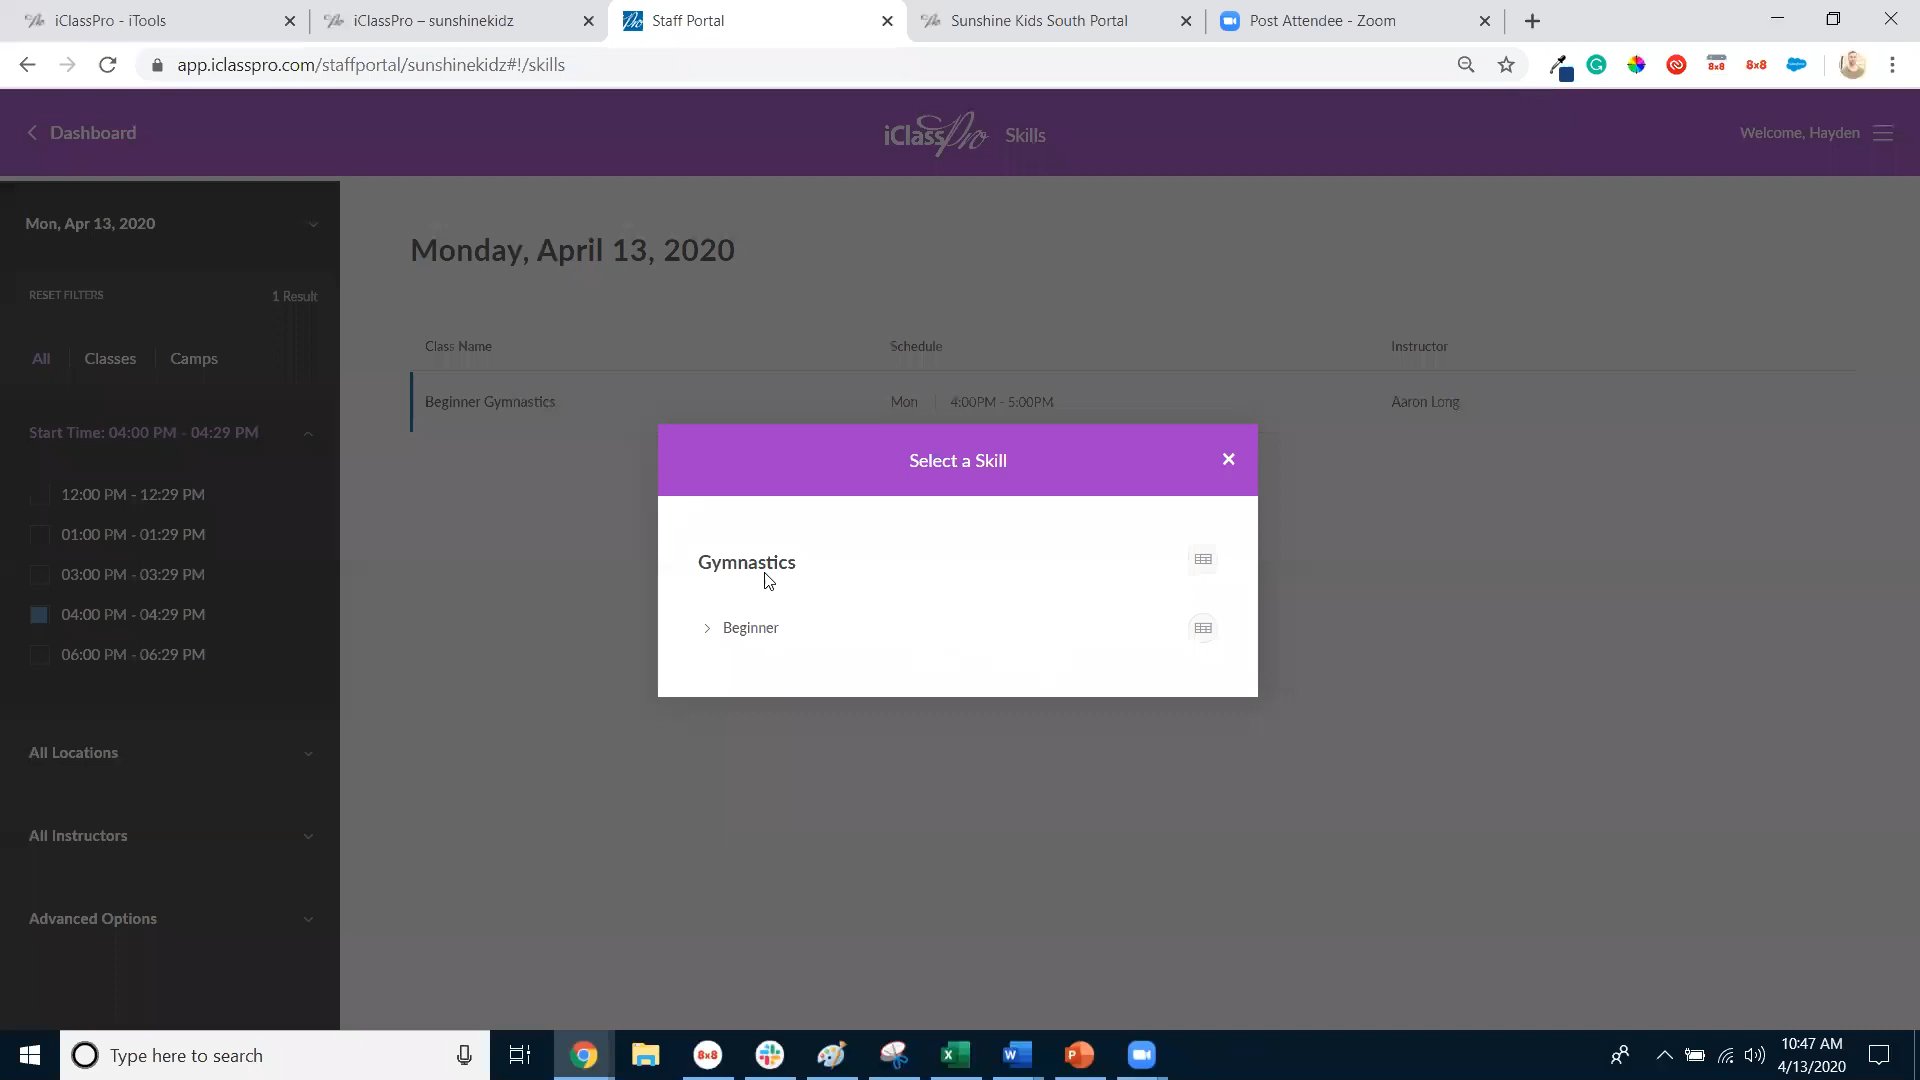 iClassPro - iTools
iClassPro – sunshinekidz
Staff Portal
Sunshine Kids South Portal
Post Attendee - Zoom
app.iclasspro.com/staffportal/sunshinekidz#!/skills
8x8
8x8
Dashboard
iClassPro Skills
Welcome, Hayden
Mon, Apr 13, 2020
RESET FILTERS
1 Result
All
Classes
Camps
Start Time: 04:00 PM - 04:29 PM
12:00 PM - 12:29 PM
01:00 PM - 01:29 PM
03:00 PM - 03:29 PM
04:00 PM - 04:29 PM
06:00 PM - 06:29 PM
All Locations
All Instructors
Advanced Options
Monday, April 13, 2020
Class Name
Schedule
Instructor
Beginner Gymnastics
Mon
4:00PM - 5:00PM
Aaron Long
Select a Skill
Gymnastics
Beginner
Type here to search
8x8
10:47 AM
4/13/2020